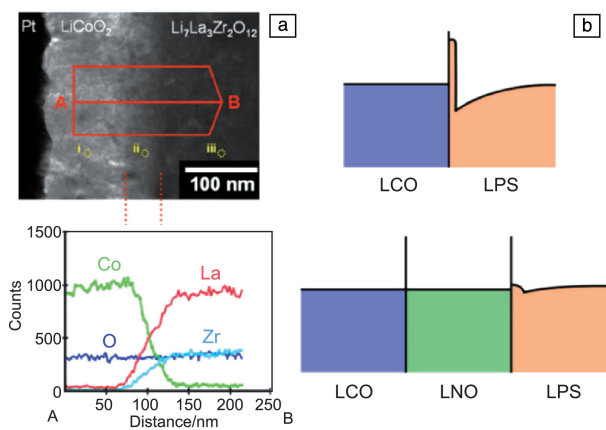 Pt LiCoO₂ Li₇La₃Zr₂O₁₂ a
A B
i ii iii
100 nm
1500
Co La
1000
Counts
500
O Zr
0
50 100 150 200 250
A Distance/nm B
b
LCO LPS
LCO LNO LPS